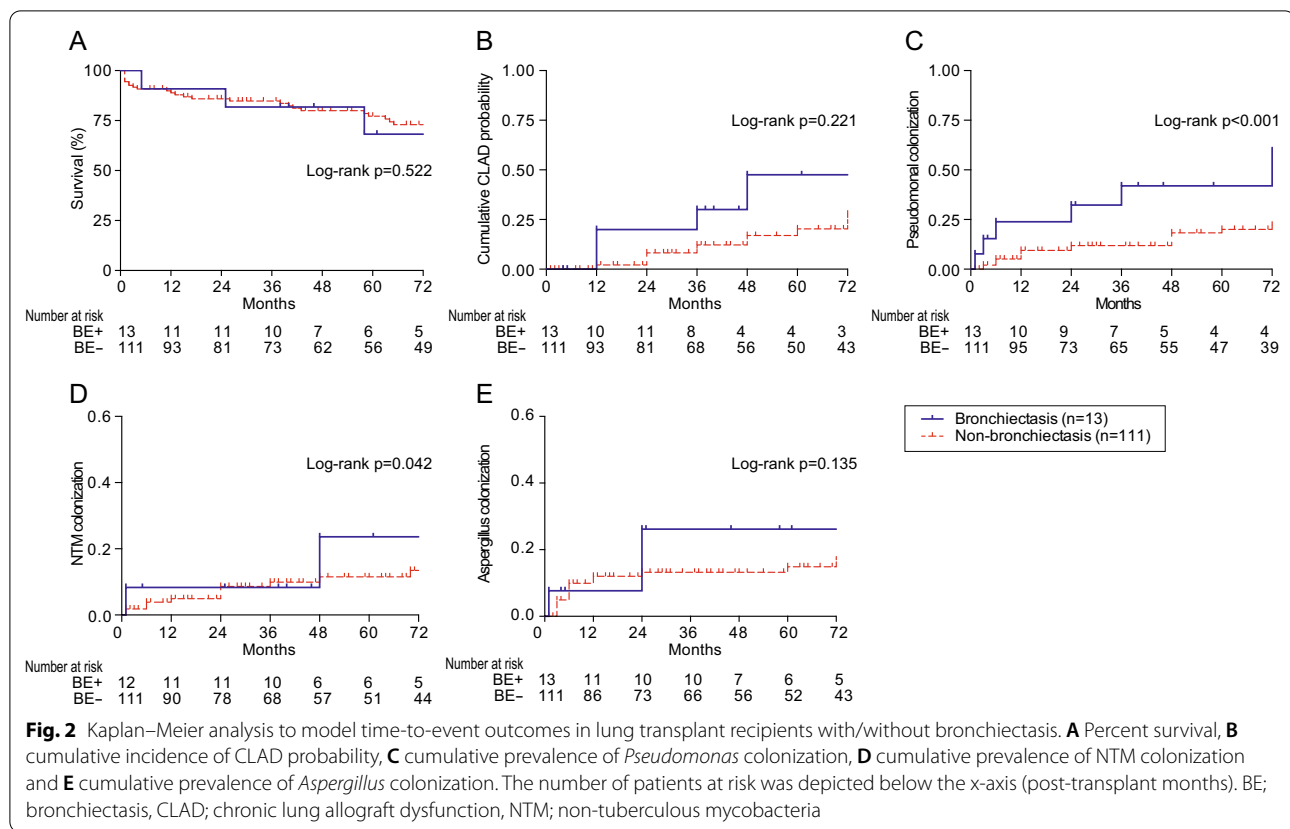 A
100
75
50
25
0
Survival (%)
Log-rank p=0.522
0 12 24 36 48 60 72
Months
Number at risk
BE+ 13 11 11 10 7 6 5
BE− 111 93 81 73 62 56 49
B
1.00
0.75
0.50
0.25
0.00
Cumulative CLAD probability
Log-rank p=0.221
0 12 24 36 48 60 72
Months
Number at risk
BE+ 13 10 11 8 4 4 3
BE− 111 93 81 68 56 50 43
C
1.00
0.75
0.50
0.25
0.00
Pseudomonal colonization
Log-rank p<0.001
0 12 24 36 48 60 72
Months
Number at risk
BE+ 13 10 9 7 5 4 4
BE− 111 95 73 65 55 47 39
D
0.6
0.4
0.2
0.0
NTM colonization
Log-rank p=0.042
0 12 24 36 48 60 72
Months
Number at risk
BE+ 12 11 11 10 6 6 5
BE− 111 90 78 68 57 51 44
E
0.6
0.4
0.2
0.0
Aspergillus colonization
Log-rank p=0.135
0 12 24 36 48 60 72
Months
Number at risk
BE+ 13 11 10 10 7 6 5
BE− 111 86 73 66 56 52 43
Bronchiectasis (n=13)
Non-bronchiectasis (n=111)
Fig. 2 Kaplan–Meier analysis to model time-to-event outcomes in lung transplant recipients with/without bronchiectasis. A Percent survival, B
cumulative incidence of CLAD probability, C cumulative prevalence of Pseudomonas colonization, D cumulative prevalence of NTM colonization
and E cumulative prevalence of Aspergillus colonization. The number of patients at risk was depicted below the x-axis (post-transplant months). BE;
bronchiectasis, CLAD; chronic lung allograft dysfunction, NTM; non-tuberculous mycobacteria